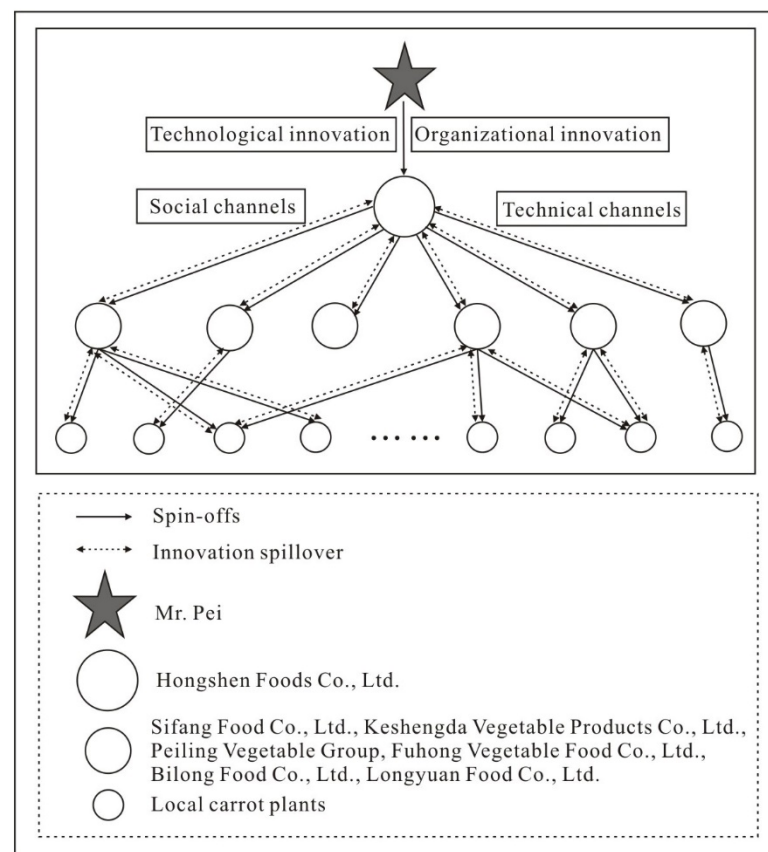 Technological innovation
Organizational innovation
Social channels
Technical channels
... ...
Spin-offs
Innovation spillover
Mr. Pei
Hongshen Foods Co., Ltd.
Sifang Food Co., Ltd., Keshengda Vegetable Products Co., Ltd.,
Peiling Vegetable Group, Fuhong Vegetable Food Co., Ltd.,
Bilong Food Co., Ltd., Longyuan Food Co., Ltd.
Local carrot plants